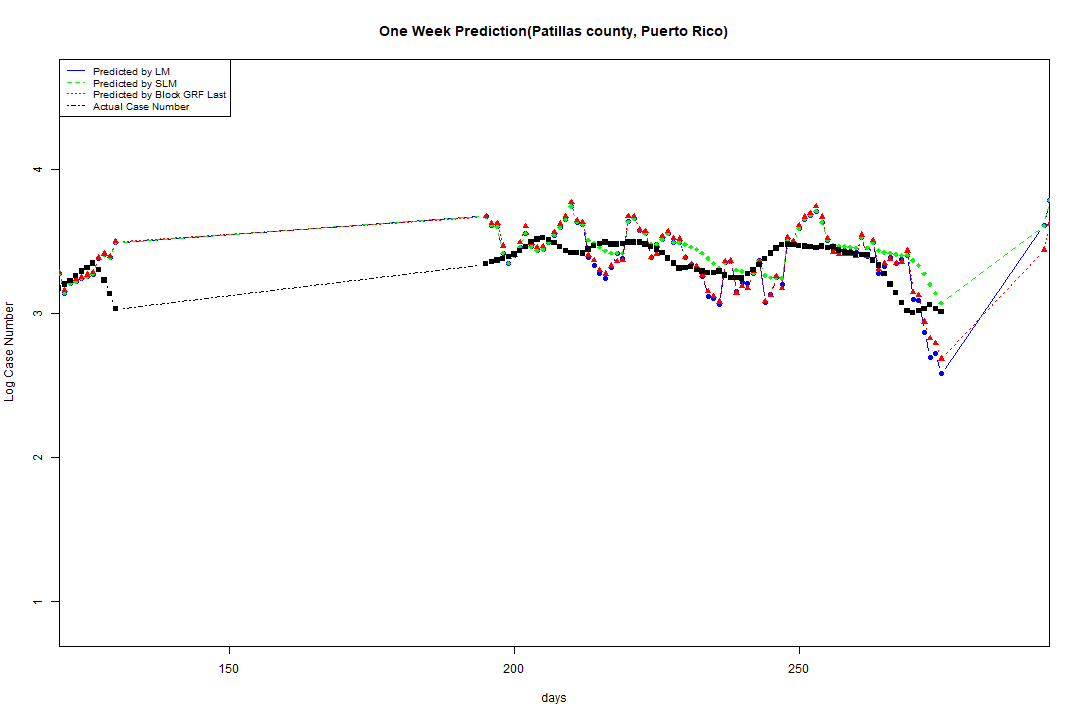 One Week Prediction(Patillas county, Puerto Rico)
Predicted by LM
Predicted by SLM
Predicted by Block GRF Last
Actual Case Number
4
3
2
1
Log Case Number
150 200 250
days